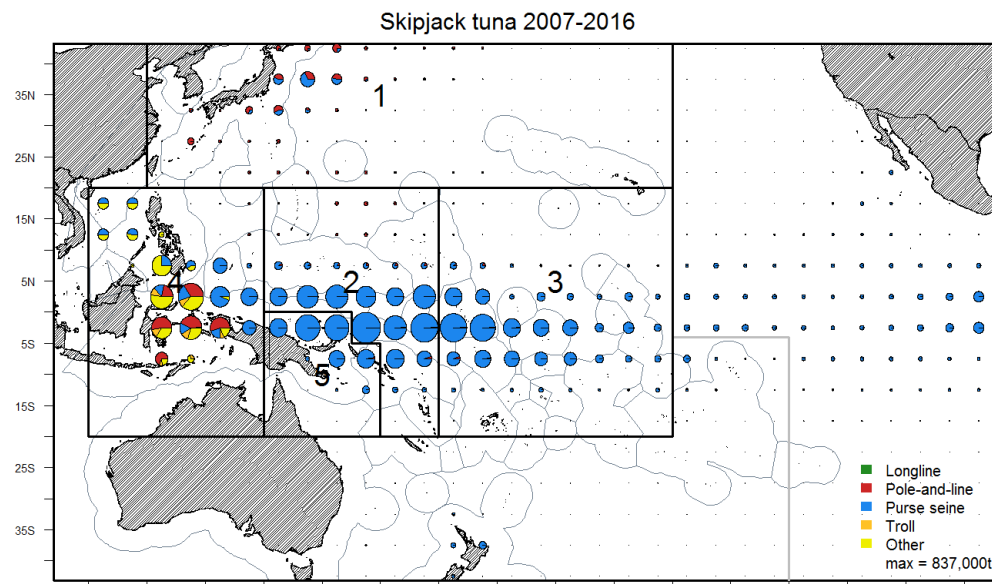 Skipjack tuna 2007-2016
35N
25N
15N
5N
5S
15S
25S
35S
1
2
3
4
5
Longline
Pole-and-line
Purse seine
Troll
Other
max = 837,000t